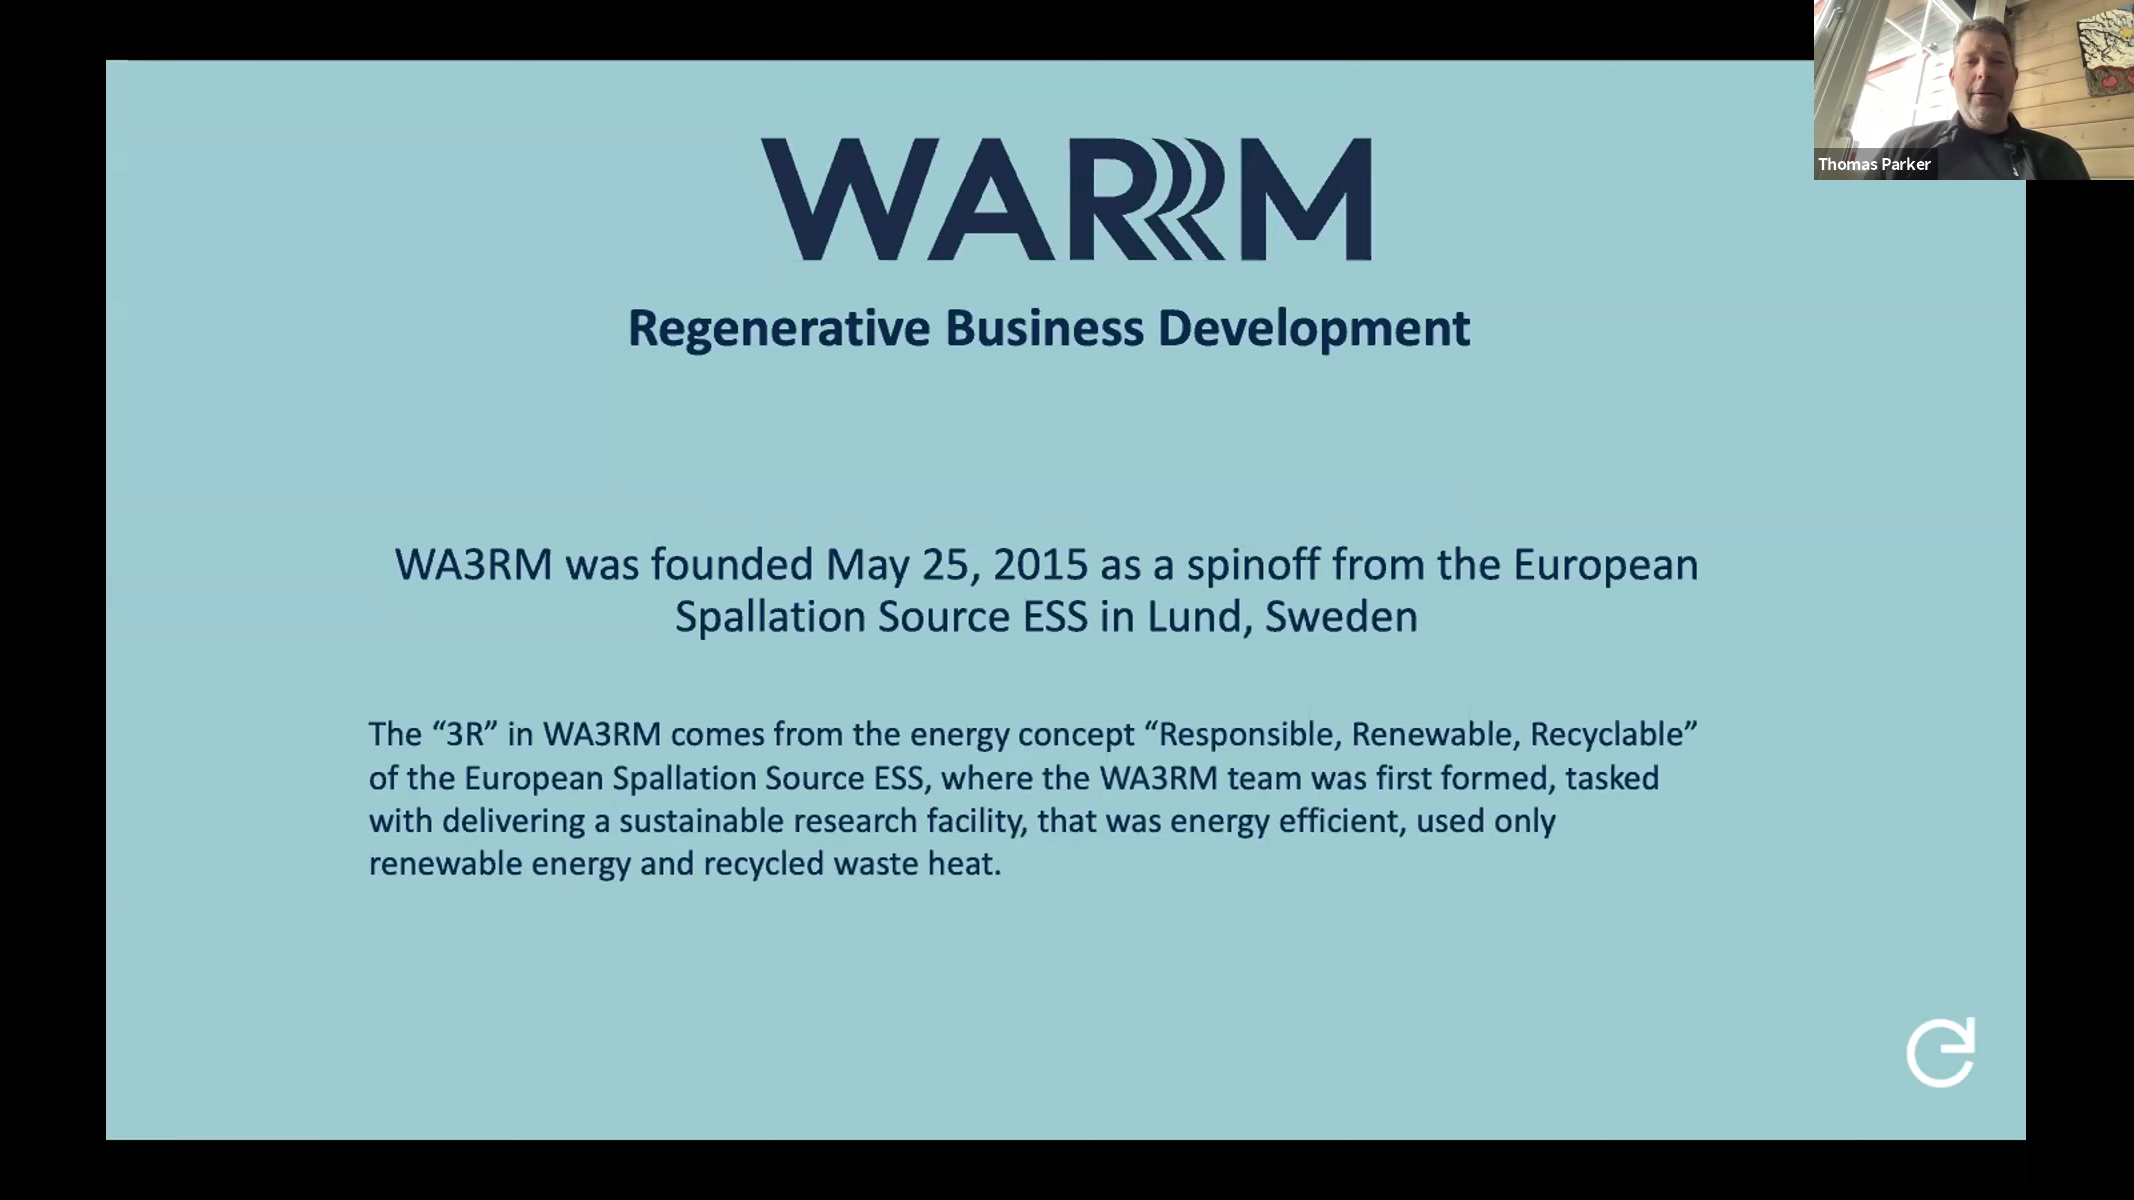 WARRRM
Regenerative Business Development
WA3RM was founded May 25, 2015 as a spinoff from the European
Spallation Source ESS in Lund, Sweden
The “3R” in WA3RM comes from the energy concept “Responsible, Renewable, Recyclable”
of the European Spallation Source ESS, where the WA3RM team was first formed, tasked
with delivering a sustainable research facility, that was energy efficient, used only
renewable energy and recycled waste heat.
Thomas Parker